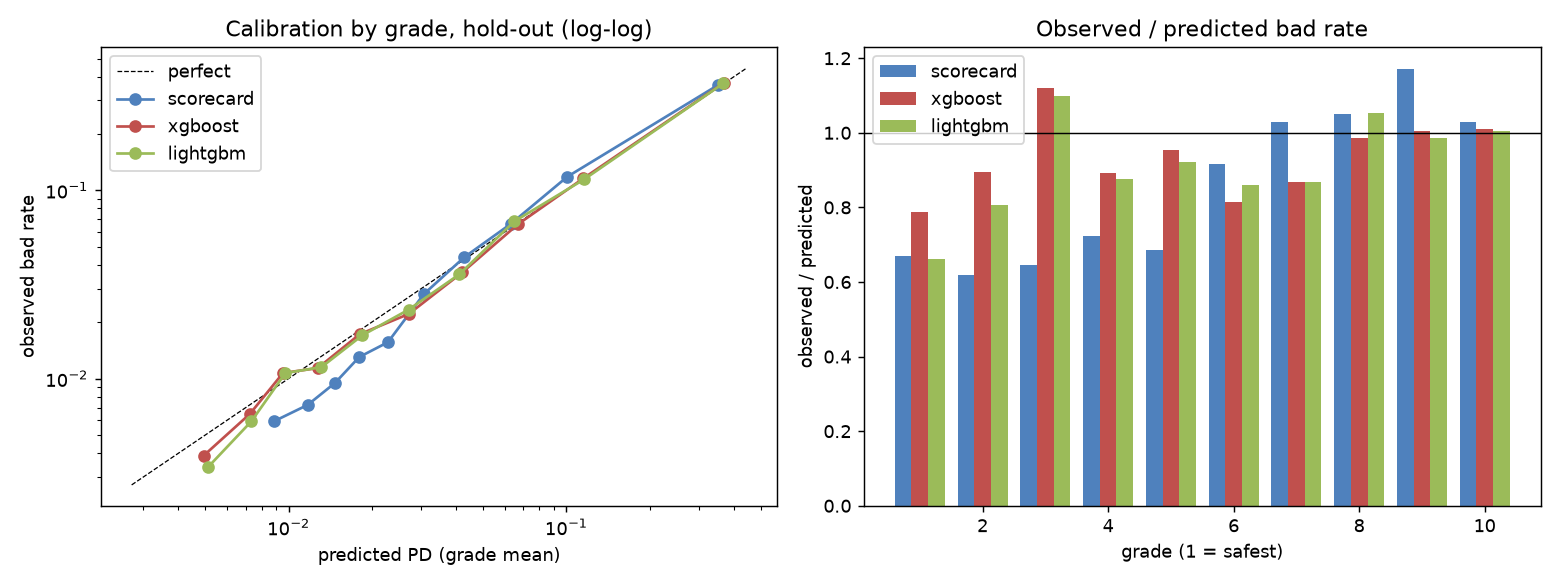 Calibration by grade, hold-out (log-log)
perfect
scorecard
xgboost
lightgbm
observed bad rate
10⁻¹
10⁻²
10⁻²
10⁻¹
predicted PD (grade mean)
Observed / predicted bad rate
scorecard
xgboost
lightgbm
observed / predicted
1.2
1.0
0.8
0.6
0.4
0.2
0.0
2
4
6
8
10
grade (1 = safest)